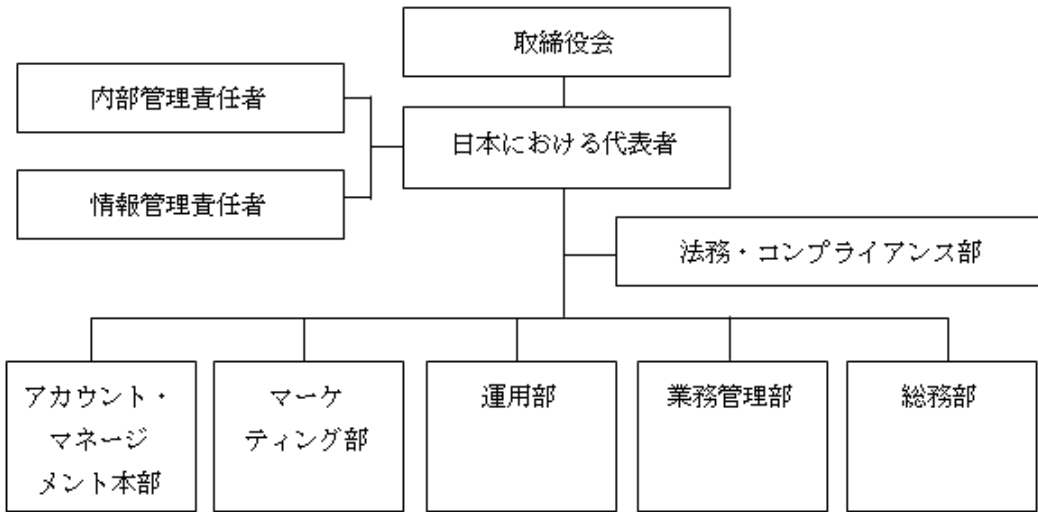 取締役会
内部管理責任者
日本における代表者
情報管理責任者
法務・コンプライアンス部
アカウント・
マネージ
メント本部
マーケ
ティング部
運用部
業務管理部
総務部